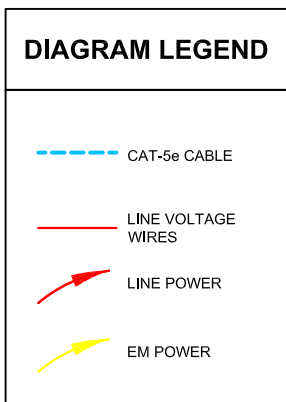 DIAGRAM LEGEND
CAT-5e CABLE
LINE VOLTAGE
WIRES
LINE POWER
EM POWER